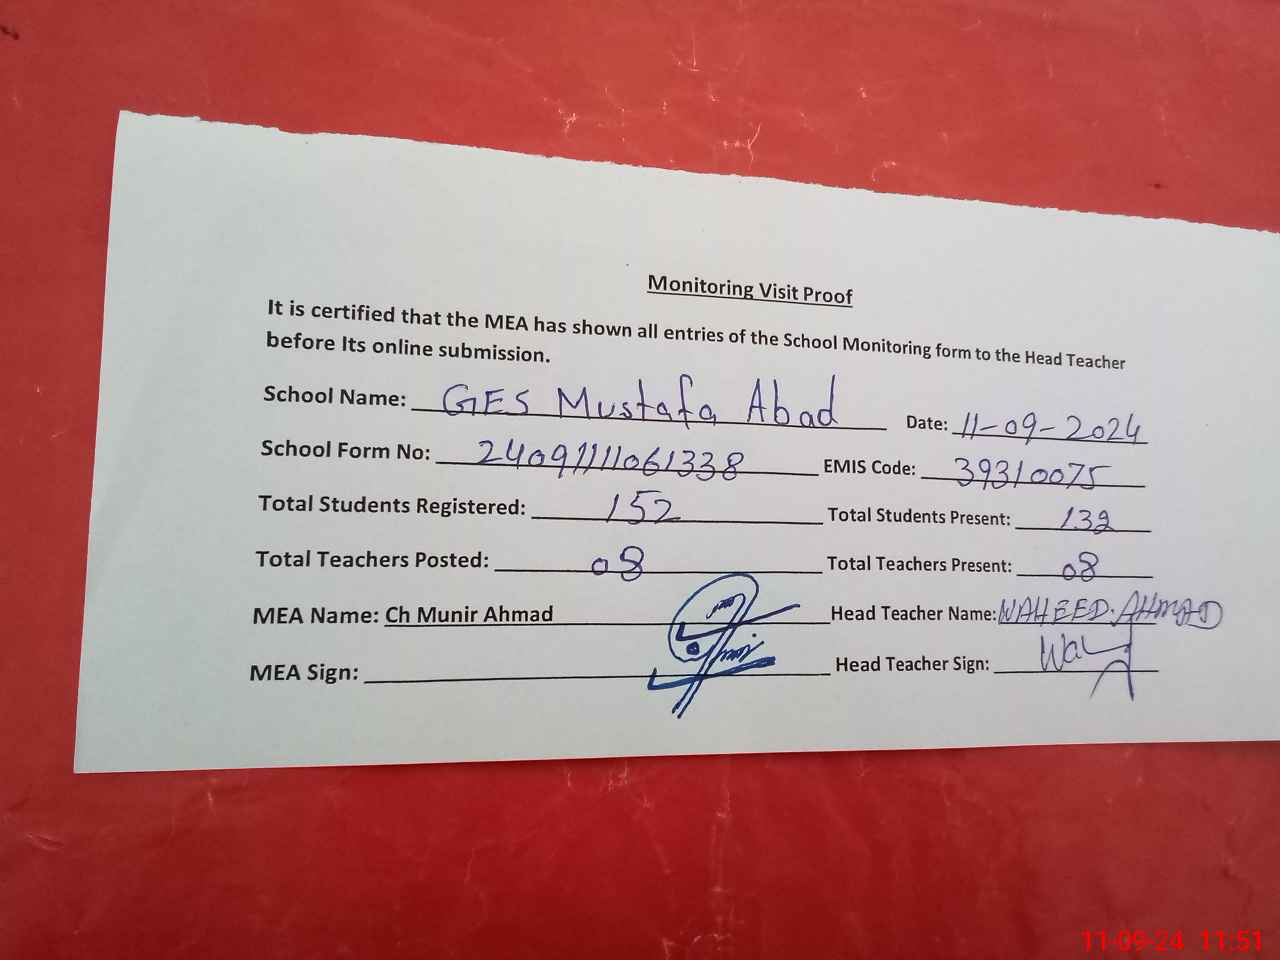 Monitoring Visit Proof
It is certified that the MEA has shown all entries of the School Monitoring form to the Head Teacher
before Its online submission.
School Name: GES Mustafa Abad Date: 11-09-2024
School Form No: 24091111061338 EMIS Code: 39310075
Total Students Registered: 152 Total Students Present: 132
Total Teachers Posted: 08 Total Teachers Present: 08
MEA Name: Ch Munir Ahmad Head Teacher Name: WAHEED.AHMAD
MEA Sign: Head Teacher Sign:
11-09-24 11:51